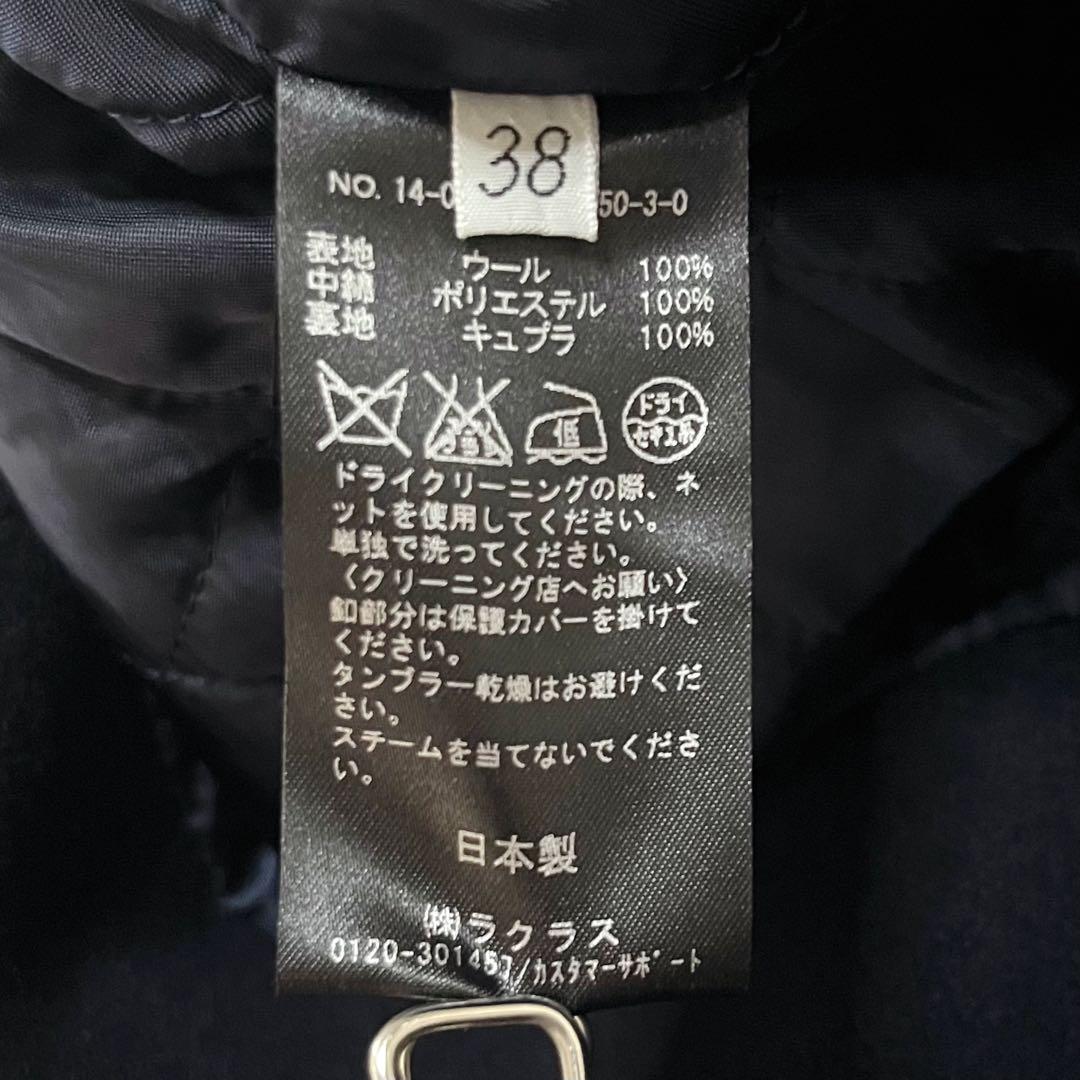 38
NO. 14-0 50-3-0
表地 ウール 100%
中綿 ポリエステル 100%
裏地 キュプラ 100%
エンソサラシ
低
ドライ
セキユ系
ドライクリーニングの際、ネ
ットを使用してください。
単独で洗ってください。
〈クリーニング店へお願い〉
釦部分は保護カバーを掛けて
ください。
タンブラー乾燥はお避けくだ
さい。
スチームを当てないでくださ
い。
日本製
(株)ラクラス
0120-301457/カスタマーサポート